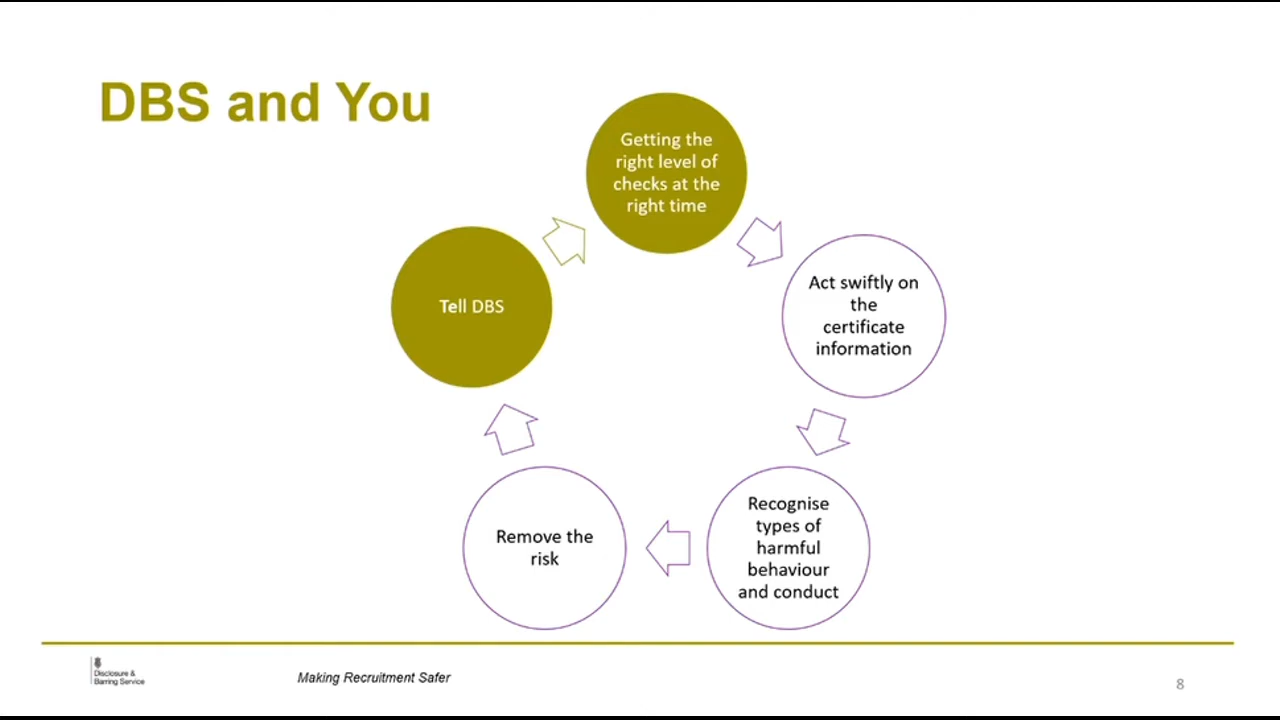 DBS and You
Getting the
right level of
checks at the
right time
Act swiftly on
the
certificate
information
Recognise
types of
harmful
behaviour
and conduct
Remove the
risk
Tell DBS
Disclosure &
Barring Service
Making Recruitment Safer
8